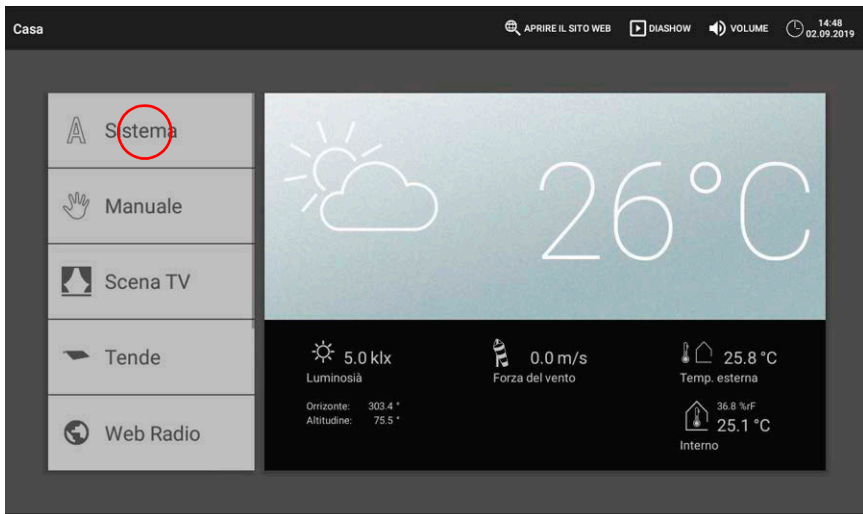 Casa
APRIRE IL SITO WEB
DIASHOW
VOLUME
14:48
02.09.2019
Sistema
Manuale
Scena TV
Tende
Web Radio
26°C
5.0 klx
Luminosià
Orrizonte: 303.4 °
Altitudine: 75.5 °
0.0 m/s
Forza del vento
25.8 °C
Temp. esterna
36.8 %rF
25.1 °C
Interno